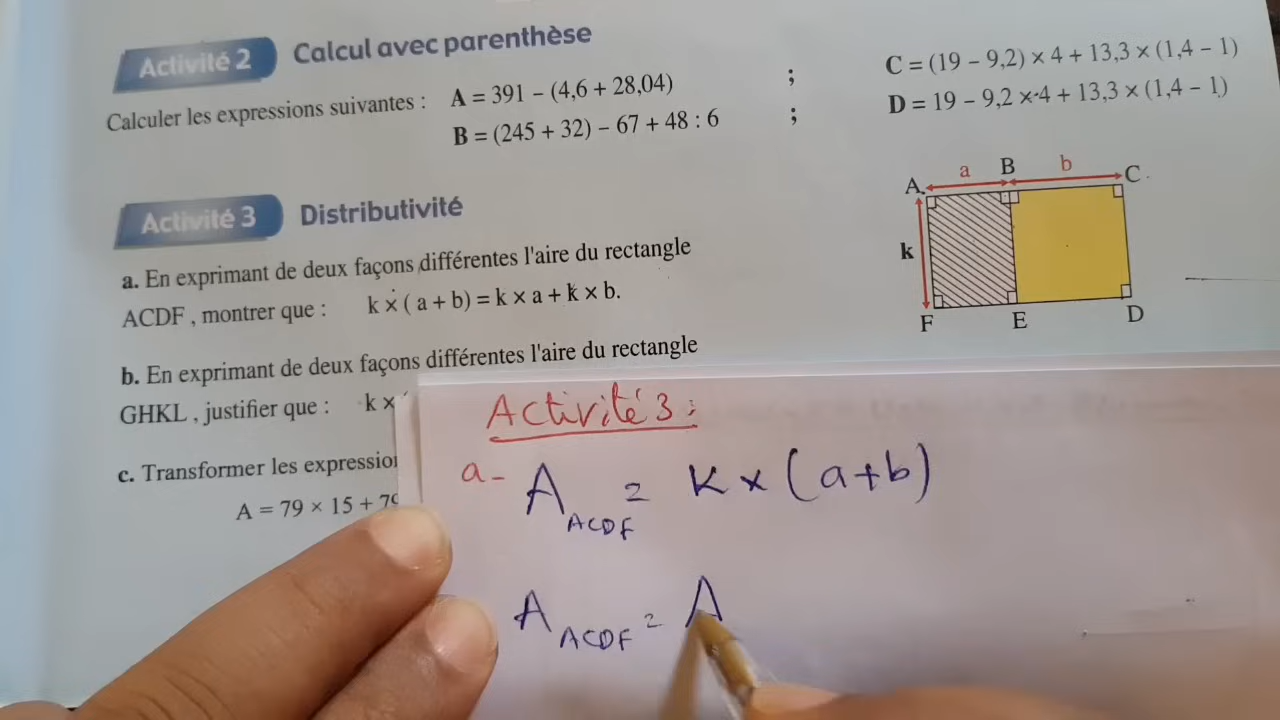 Activité 2 Calcul avec parenthèse
Calculer les expressions suivantes : A = 391 – (4,6 + 28,04) ; C = (19 – 9,2) × 4 + 13,3 × (1,4 – 1)
B = (245 + 32) – 67 + 48 : 6 ; D = 19 – 9,2 × 4 + 13,3 × (1,4 – 1)
Activité 3 Distributivité
a. En exprimant de deux façons différentes l'aire du rectangle
ACDF , montrer que : k × ( a + b) = k × a + k × b.
b. En exprimant de deux façons différentes l'aire du rectangle
GHKL , justifier que : k ×
c. Transformer les
A = 79 × 15 +
A a B b C
k
F E D
Activité 3 :
a- A ACDF = k × (a+b)
A ACDF = A